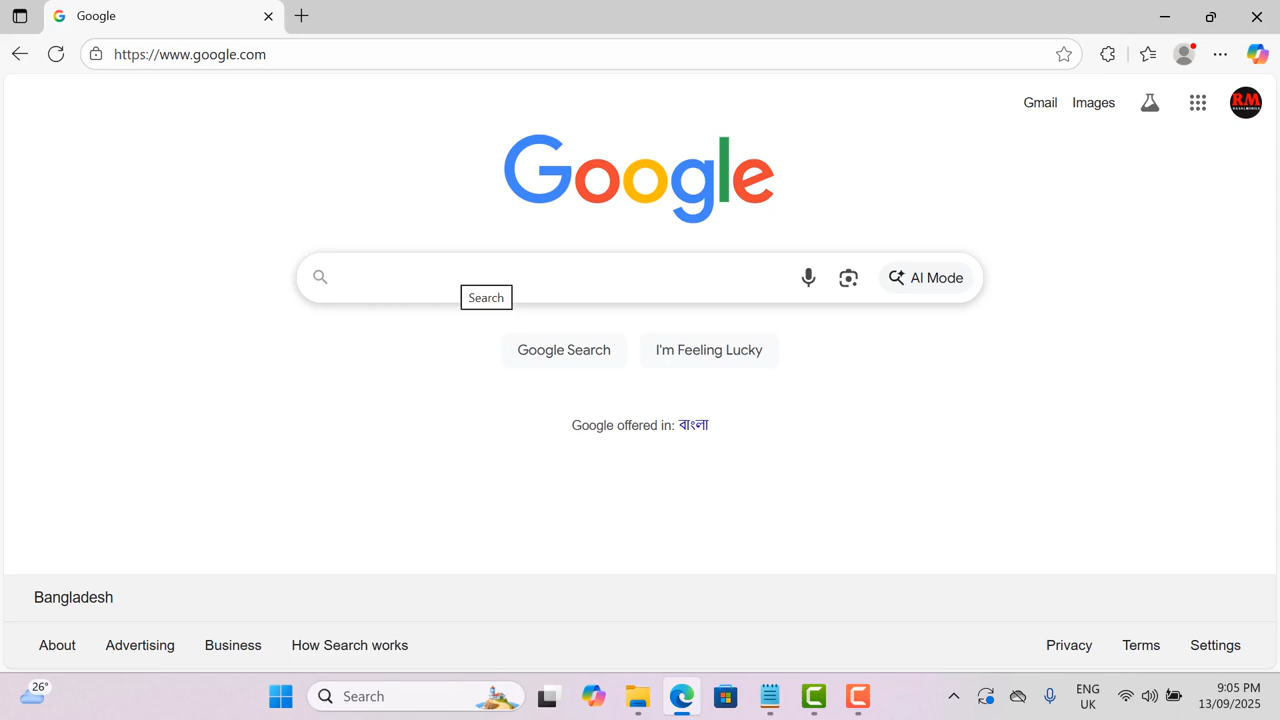 Google
https://www.google.com
Gmail Images
RM
Google
AI Mode
Search
Google Search I'm Feeling Lucky
Google offered in: বাংলা
Bangladesh
About Advertising Business How Search works Privacy Terms Settings
26°
Search
ENG
UK
9:05 PM
13/09/2025